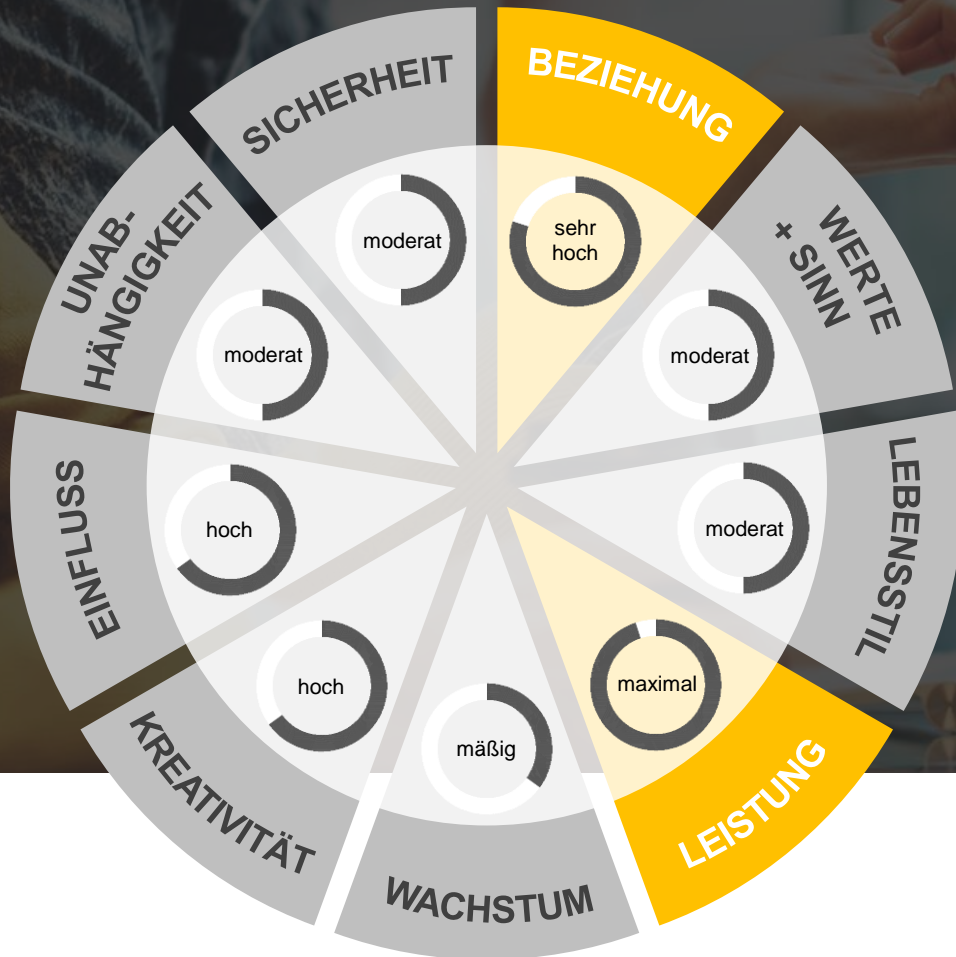 BEZIEHUNG
sehr
hoch
WERTE
+ SINN
moderat
LEBENSSTIL
moderat
LEISTUNG
maximal
WACHSTUM
mäßig
KREATIVITÄT
hoch
EINFLUSS
hoch
UNAB-
HÄNGIGKEIT
moderat
SICHERHEIT
moderat